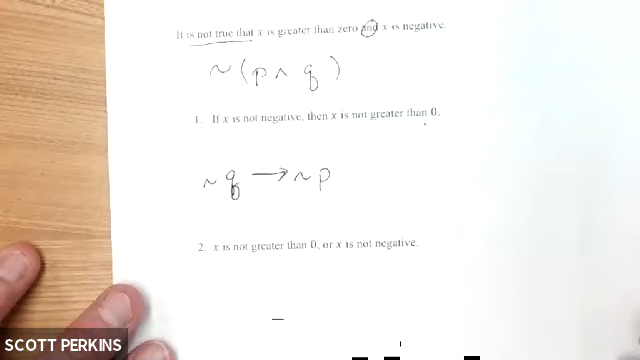 It is not true that x is greater than zero and x is negative.
~ ( p ∧ q )
1. If x is not negative, then x is not greater than 0.
~ q → ~ p
2. x is not greater than 0, or x is not negative.
SCOTT PERKINS